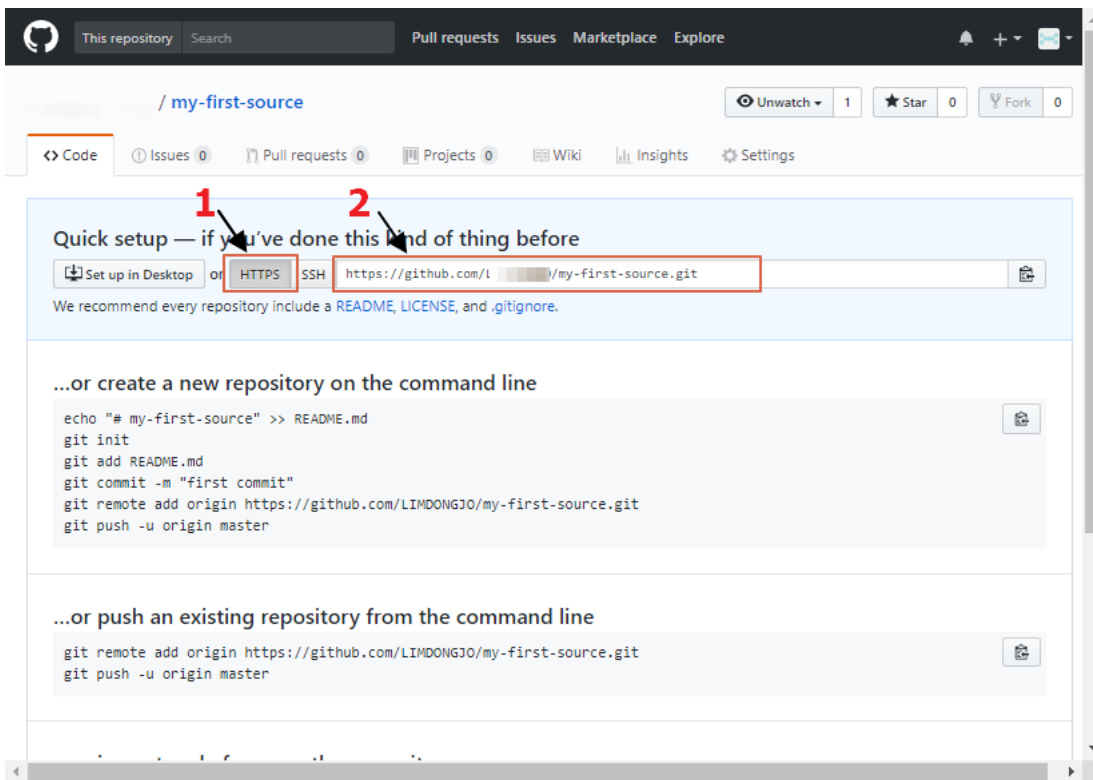 This repository Search Pull requests Issues Marketplace Explore
/ my-first-source Unwatch 1 Star 0 Fork 0
Code Issues 0 Pull requests 0 Projects 0 Wiki Insights Settings
1 2
Quick setup — if you've done this kind of thing before
Set up in Desktop or HTTPS SSH https://github.com/L /my-first-source.git
We recommend every repository include a README, LICENSE, and .gitignore.
…or create a new repository on the command line
echo "# my-first-source" >> README.md
git init
git add README.md
git commit -m "first commit"
git remote add origin https://github.com/LIMDONGJO/my-first-source.git
git push -u origin master
…or push an existing repository from the command line
git remote add origin https://github.com/LIMDONGJO/my-first-source.git
git push -u origin master